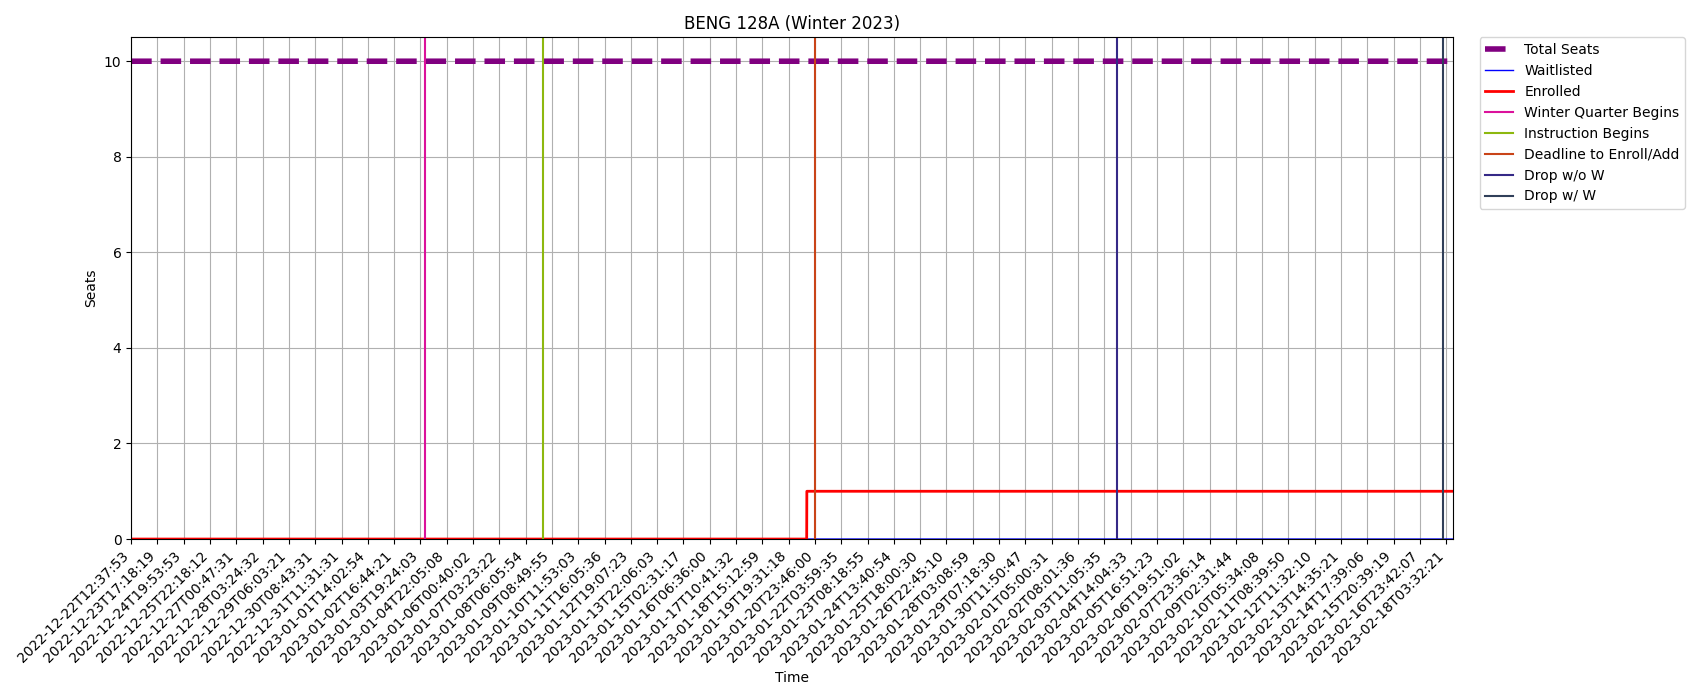 BENG 128A (Winter 2023)
Total Seats
Waitlisted
Enrolled
Winter Quarter Begins
Instruction Begins
Deadline to Enroll/Add
Drop w/o W
Drop w/ W
Seats
10
8
6
4
2
0
2022-12-22T12:37:53
2022-12-23T17:18:19
2022-12-24T19:53:53
2022-12-25T22:18:12
2022-12-27T00:47:31
2022-12-28T03:24:32
2022-12-29T06:03:21
2022-12-30T08:43:31
2022-12-31T11:31:31
2023-01-01T14:02:54
2023-01-02T16:44:21
2023-01-03T19:24:03
2023-01-04T22:05:08
2023-01-06T00:40:02
2023-01-07T03:23:22
2023-01-08T06:05:54
2023-01-09T08:49:55
2023-01-10T11:53:03
2023-01-11T16:05:36
2023-01-12T19:07:23
2023-01-13T22:06:03
2023-01-15T02:31:17
2023-01-16T06:36:00
2023-01-17T10:41:32
2023-01-18T15:12:59
2023-01-19T19:31:18
2023-01-20T23:46:00
2023-01-22T03:59:35
2023-01-23T08:18:55
2023-01-24T13:40:54
2023-01-25T18:00:30
2023-01-26T22:45:10
2023-01-28T03:08:59
2023-01-29T07:18:30
2023-01-30T11:50:47
2023-02-01T05:00:31
2023-02-02T08:01:36
2023-02-03T11:05:35
2023-02-04T14:04:33
2023-02-05T16:51:23
2023-02-06T19:51:02
2023-02-07T23:36:14
2023-02-09T02:31:44
2023-02-10T05:34:08
2023-02-11T08:39:50
2023-02-12T11:32:10
2023-02-13T14:35:21
2023-02-14T17:39:06
2023-02-15T20:39:19
2023-02-16T23:42:07
2023-02-18T03:32:21
Time